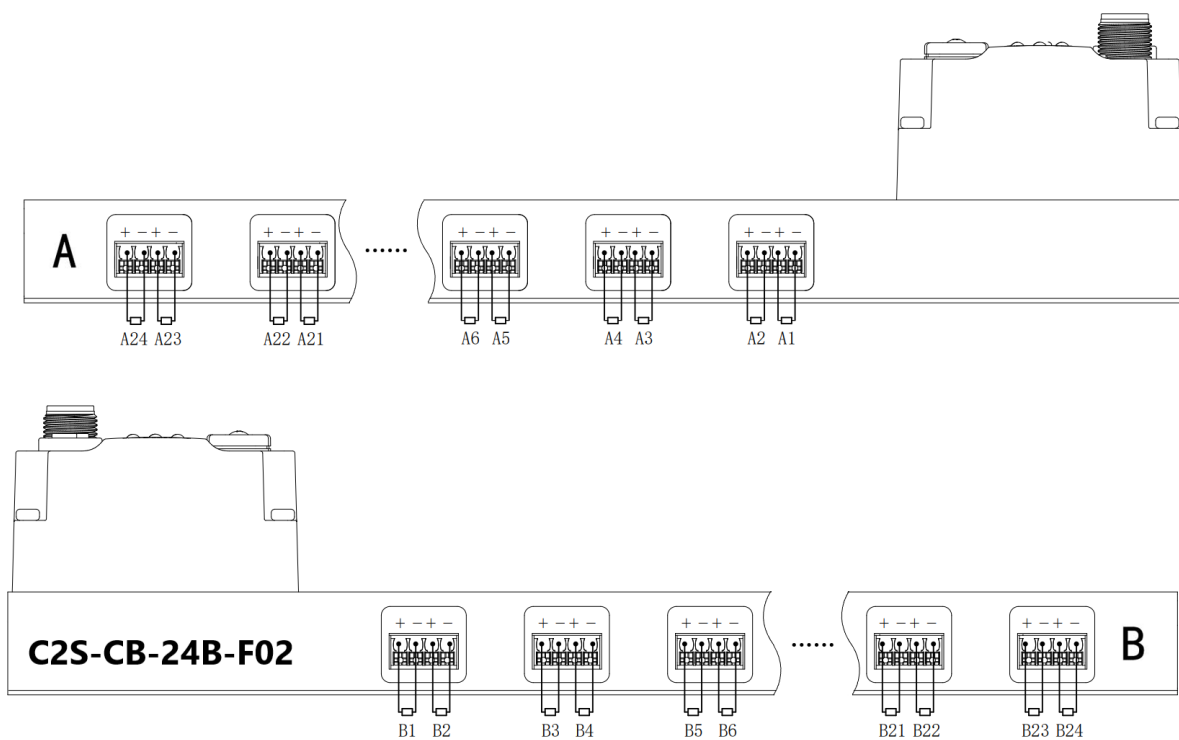 + − + −
+ − + −
+ − + −
+ − + −
+ − + −
A
······
A24 A23 A22 A21 A6 A5 A4 A3 A2 A1
+ − + −
+ − + −
+ − + −
+ − + −
+ − + −
C2S-CB-24B-F02
······
B
B1 B2 B3 B4 B5 B6 B21 B22 B23 B24